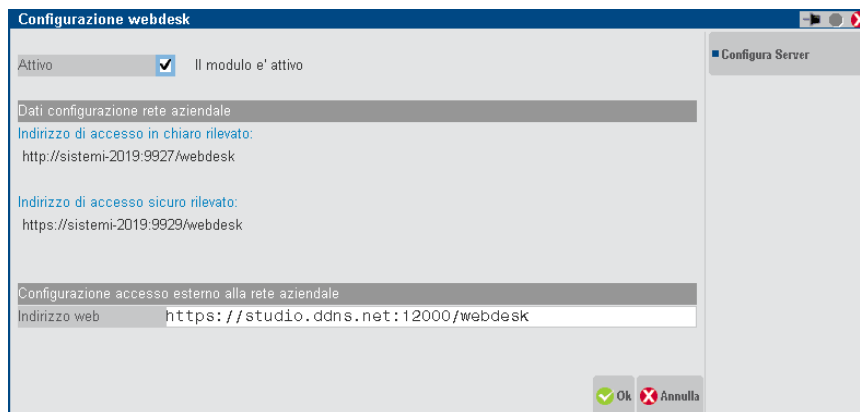 Configurazione webdesk
Configura Server
Attivo Il modulo e' attivo
Dati configurazione rete aziendale
Indirizzo di accesso in chiaro rilevato:
http://sistemi-2019:9927/webdesk
Indirizzo di accesso sicuro rilevato:
https://sistemi-2019:9929/webdesk
Configurazione accesso esterno alla rete aziendale
Indirizzo web https://studio.ddns.net:12000/webdesk
Ok Annulla